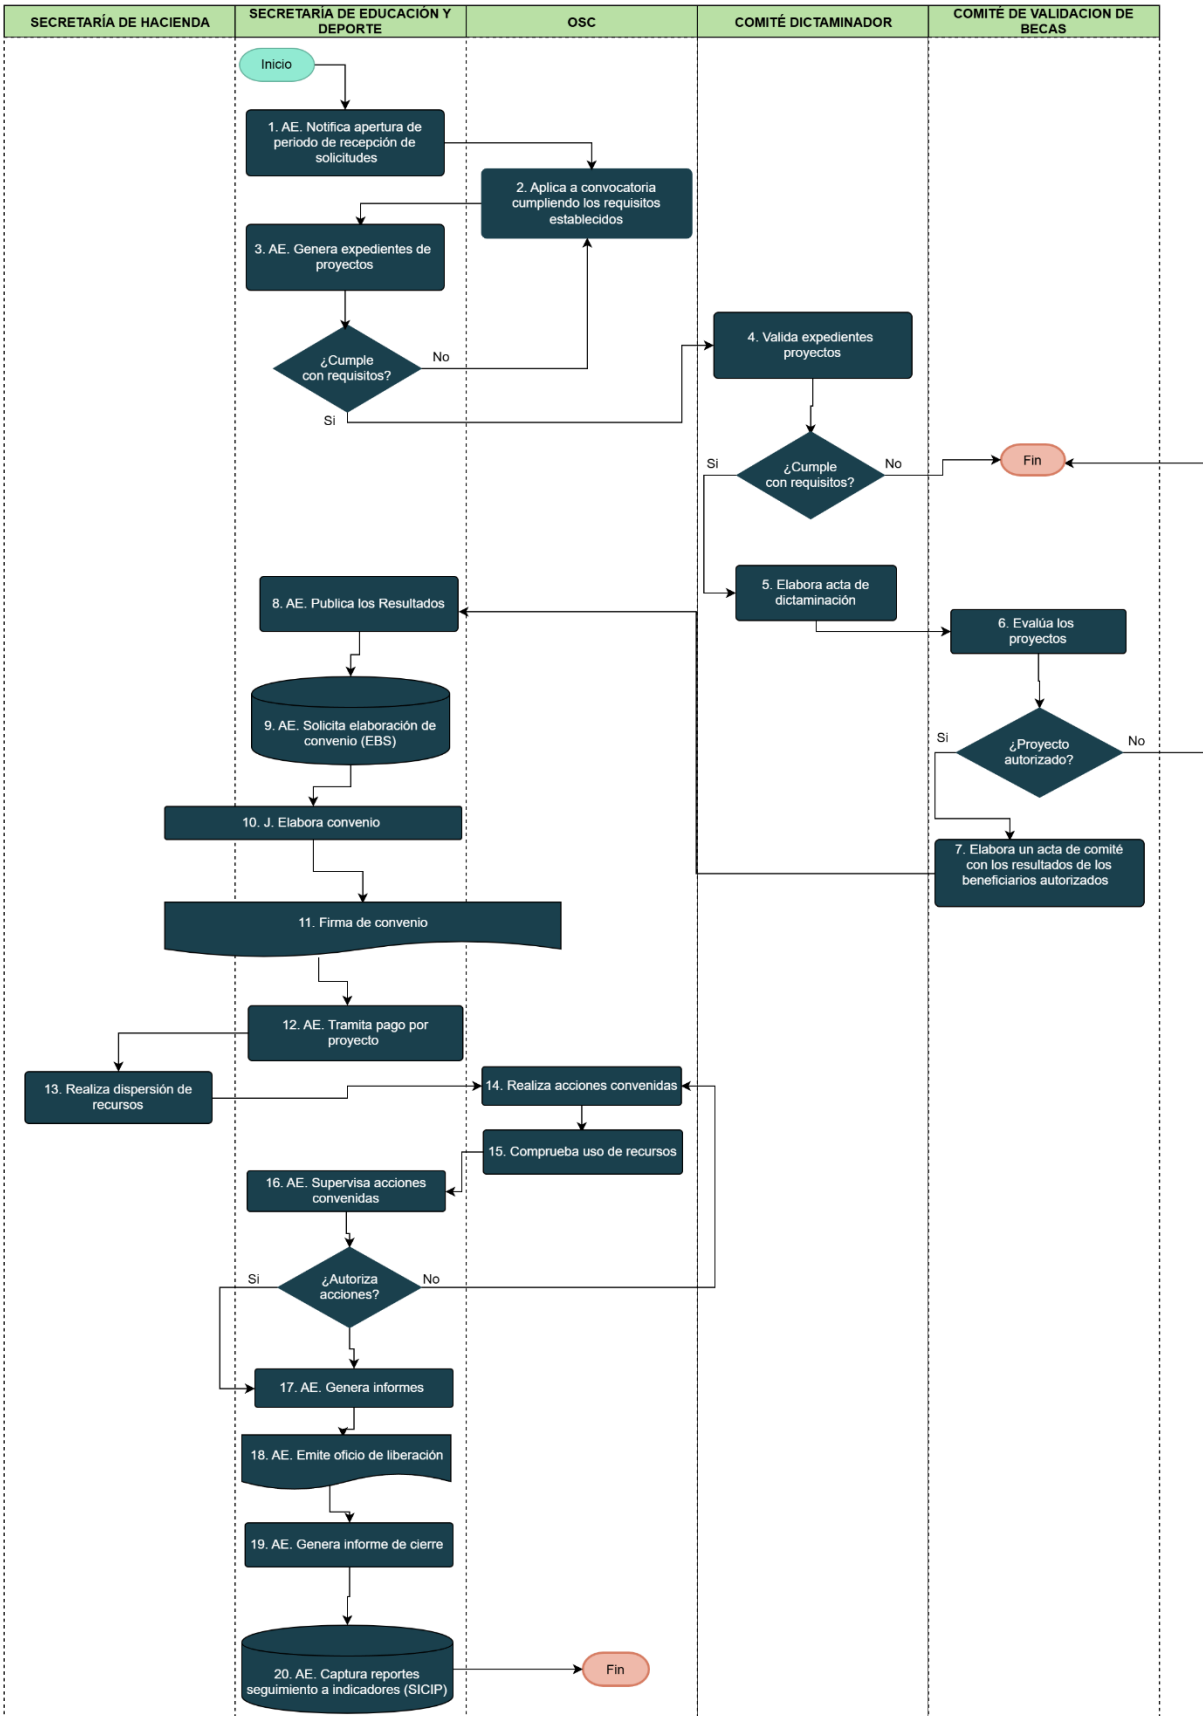 SECRETARÍA DE HACIENDA
SECRETARÍA DE EDUCACIÓN Y
DEPORTE
OSC
COMITÉ DICTAMINADOR
COMITÉ DE VALIDACION DE
BECAS
Inicio
1. AE. Notifica apertura de
periodo de recepción de
solicitudes
2. Aplica a convocatoria
cumpliendo los requisitos
establecidos
3. AE. Genera expedientes de
proyectos
¿Cumple
con requisitos?
No
Si
4. Valida expedientes
proyectos
¿Cumple
con requisitos?
Si
No
Fin
5. Elabora acta de
dictaminación
6. Evalúa los
proyectos
¿Proyecto
autorizado?
Si
No
7. Elabora un acta de comité
con los resultados de los
beneficiarios autorizados
8. AE. Publica los Resultados
9. AE. Solicita elaboración de
convenio (EBS)
10. J. Elabora convenio
11. Firma de convenio
12. AE. Tramita pago por
proyecto
13. Realiza dispersión de
recursos
14. Realiza acciones convenidas
15. Comprueba uso de recursos
16. AE. Supervisa acciones
convenidas
¿Autoriza
acciones?
Si
No
17. AE. Genera informes
18. AE. Emite oficio de liberación
19. AE. Genera informe de cierre
20. AE. Captura reportes
seguimiento a indicadores (SICIP)
Fin